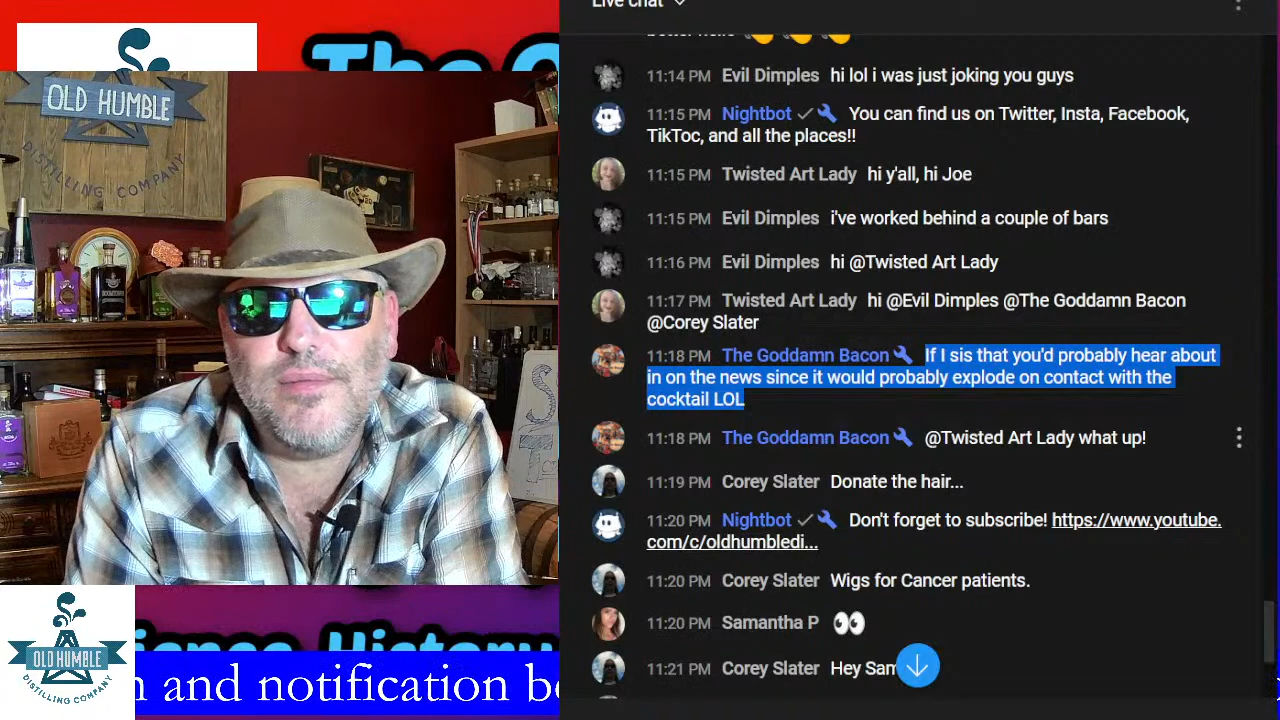 The
OLD HUMBLE
DISTILLING COMPANY
OLD HUMBLE
DISTILLING COMPANY
History
and notification
Live chat
11:14 PM Evil Dimples hi lol i was just joking you guys
11:15 PM Nightbot You can find us on Twitter, Insta, Facebook,
TikToc, and all the places!!
11:15 PM Twisted Art Lady hi y'all, hi Joe
11:15 PM Evil Dimples i've worked behind a couple of bars
11:16 PM Evil Dimples hi @Twisted Art Lady
11:17 PM Twisted Art Lady hi @Evil Dimples @The Goddamn Bacon
@Corey Slater
11:18 PM The Goddamn Bacon If I sis that you'd probably hear about
in on the news since it would probably explode on contact with the
cocktail LOL
11:18 PM The Goddamn Bacon @Twisted Art Lady what up!
11:19 PM Corey Slater Donate the hair...
11:20 PM Nightbot Don't forget to subscribe! https://www.youtube.
com/c/oldhumbledi...
11:20 PM Corey Slater Wigs for Cancer patients.
11:20 PM Samantha P 👀
11:21 PM Corey Slater Hey Sam